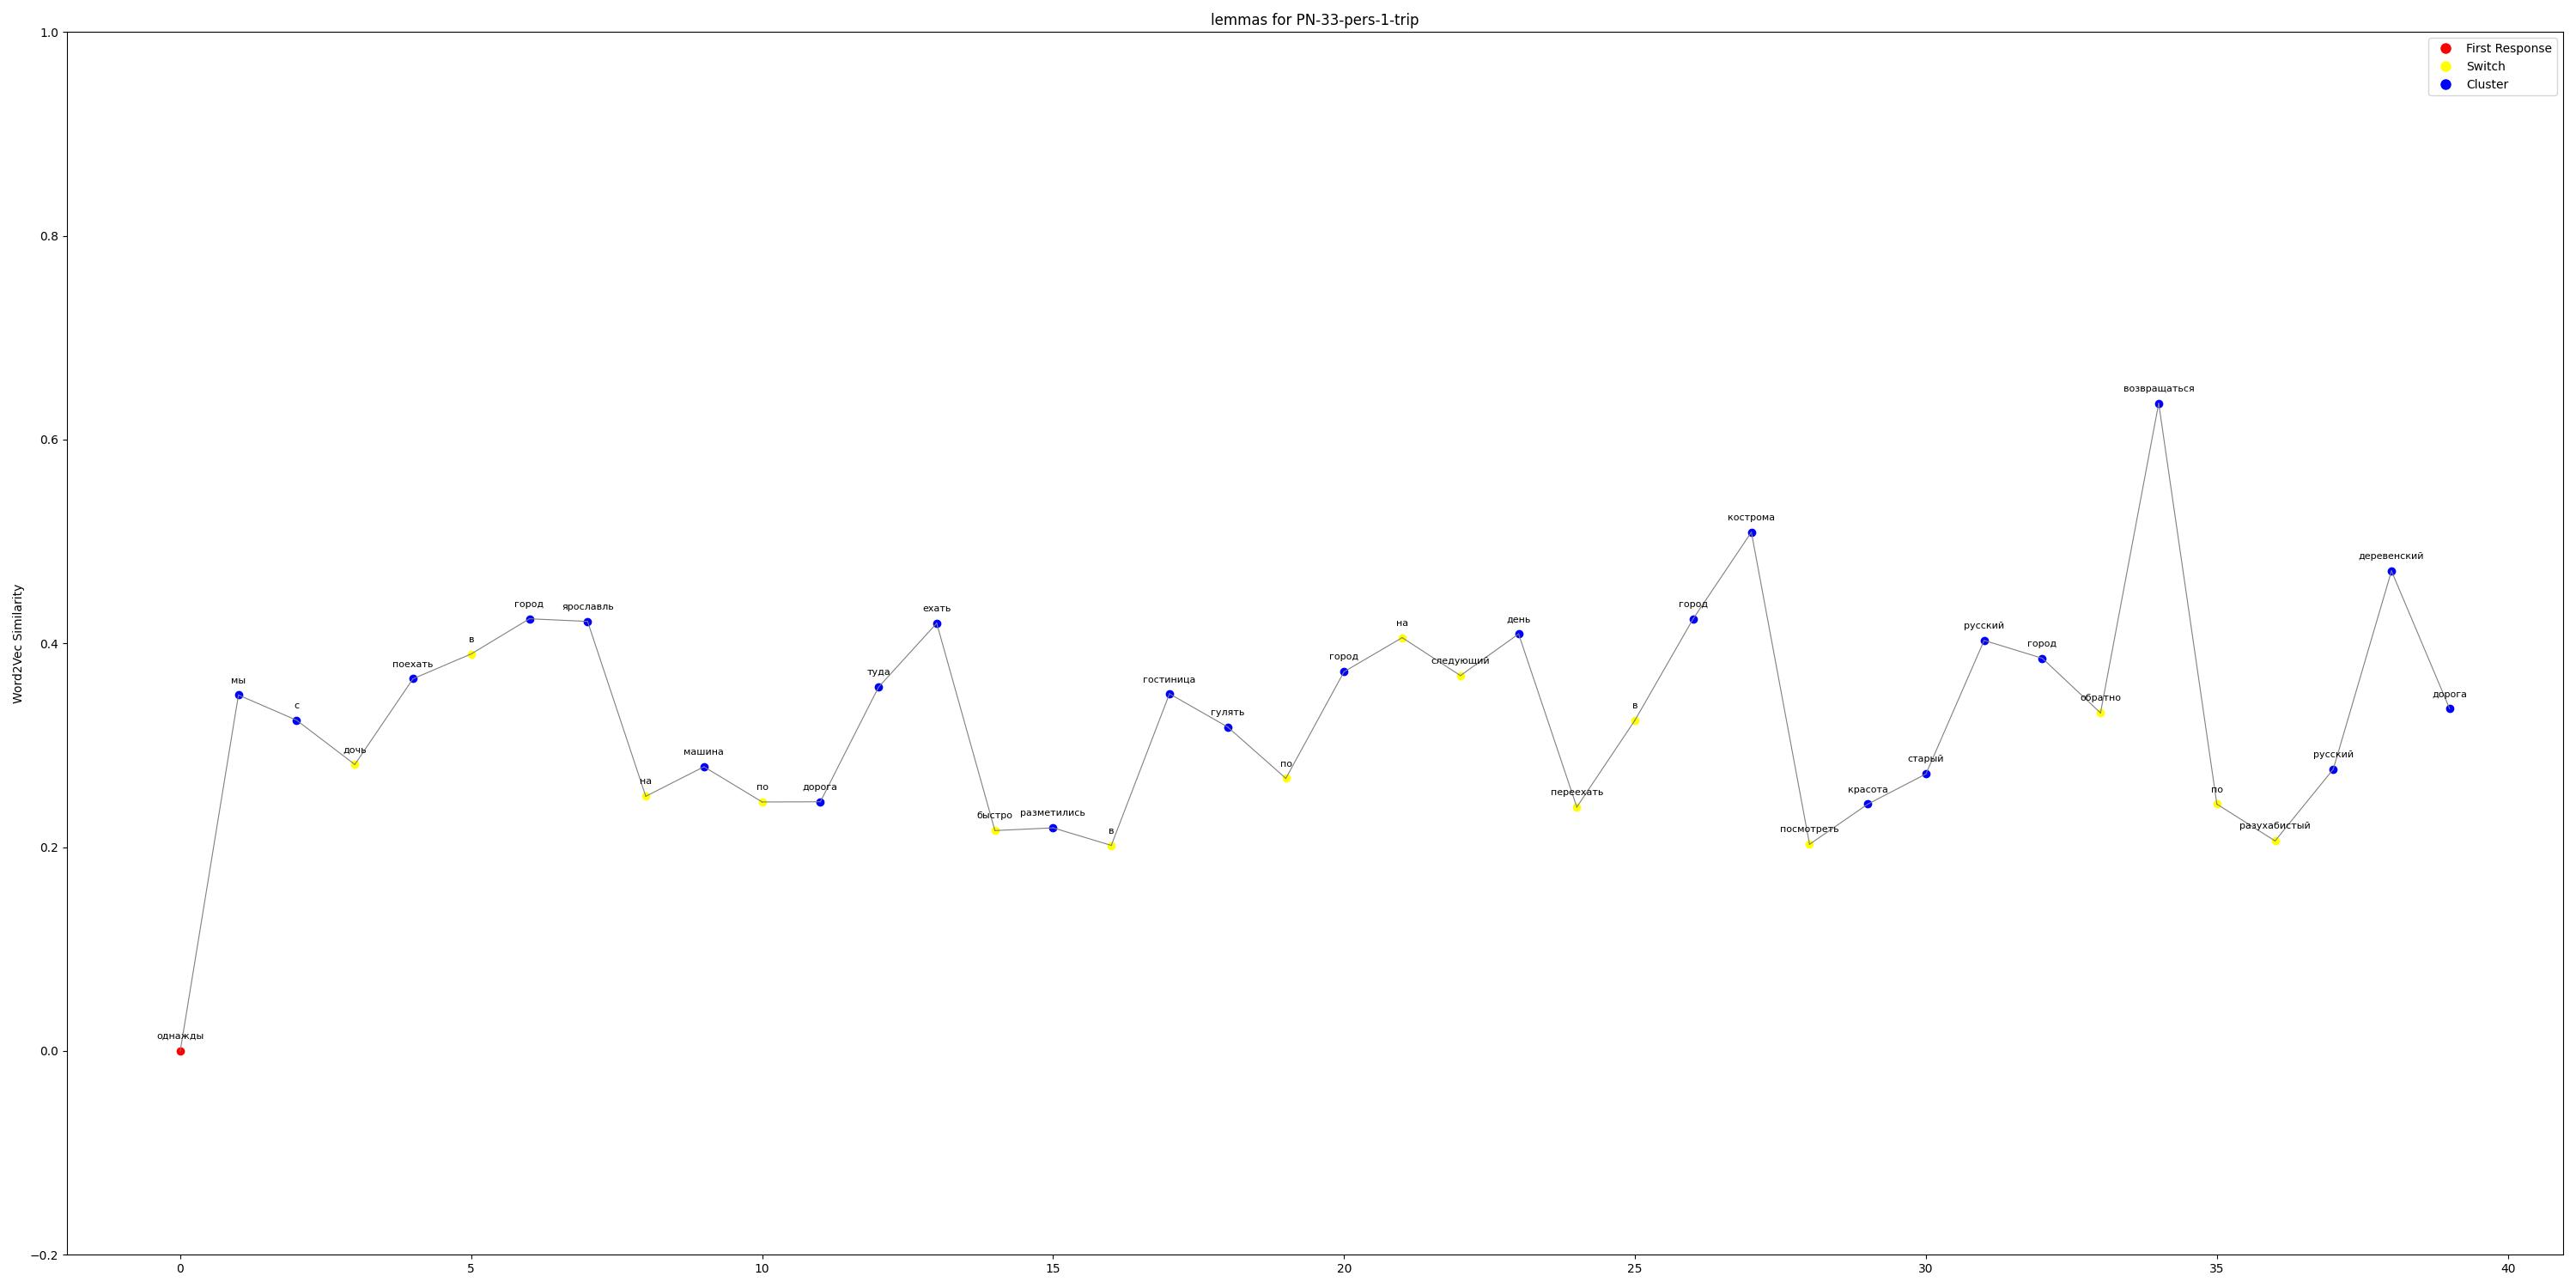 lemmas for PN-33-pers-1-trip
First Response
Switch
Cluster
Word2Vec Similarity
1.0
0.8
0.6
0.4
0.2
0.0
−0.2
однажды
мы
с
дочь
поехать
в
город
ярославль
на
машина
по
дорога
туда
ехать
быстро
разметились
в
гостиница
гулять
по
город
на
следующий
день
переехать
в
город
кострома
посмотреть
красота
старый
русский
город
обратно
возвращаться
по
разухабистый
русский
деревенский
дорога
0 5 10 15 20 25 30 35 40